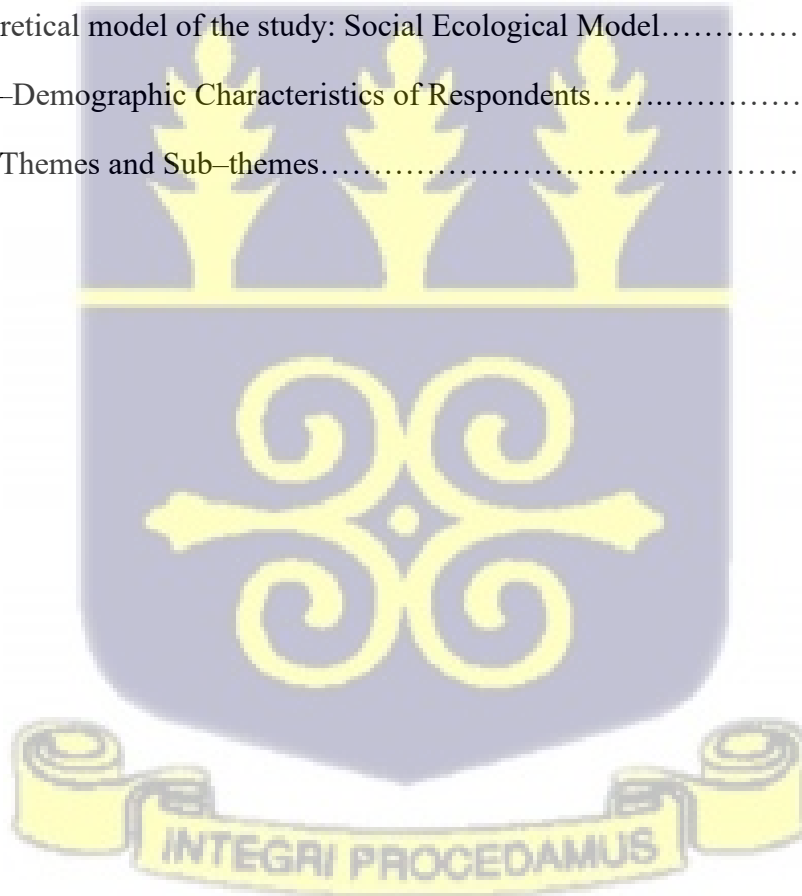 retical model of the study: Social Ecological Model……………
–Demographic Characteristics of Respondents…….……………
Themes and Sub–themes………………………………………………
INTEGRI PROCEDAMUS